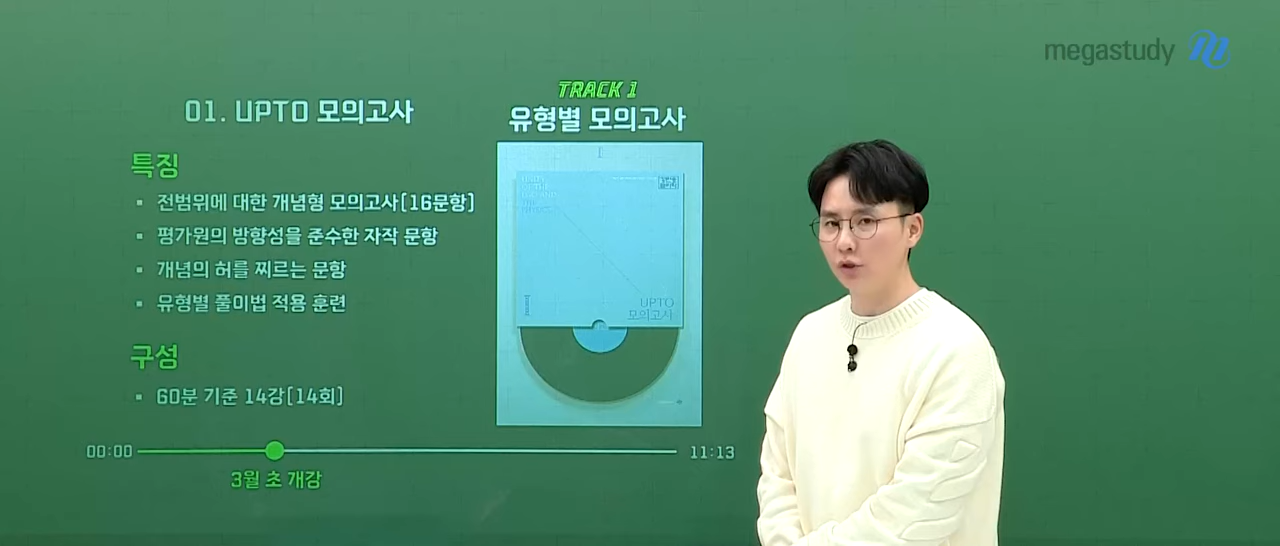 megastudy
TRACK 1
01. UPTO 모의고사
유형별 모의고사
특징
전범위에 대한 개념형 모의고사[16문항]
평가원의 방향성을 준수한 자작 문항
개념의 허를 찌르는 문항
유형별 풀이법 적용 훈련
UPTO
모의고사
구성
60분 기준 14강[14회]
00:00
11:13
3월 초 개강